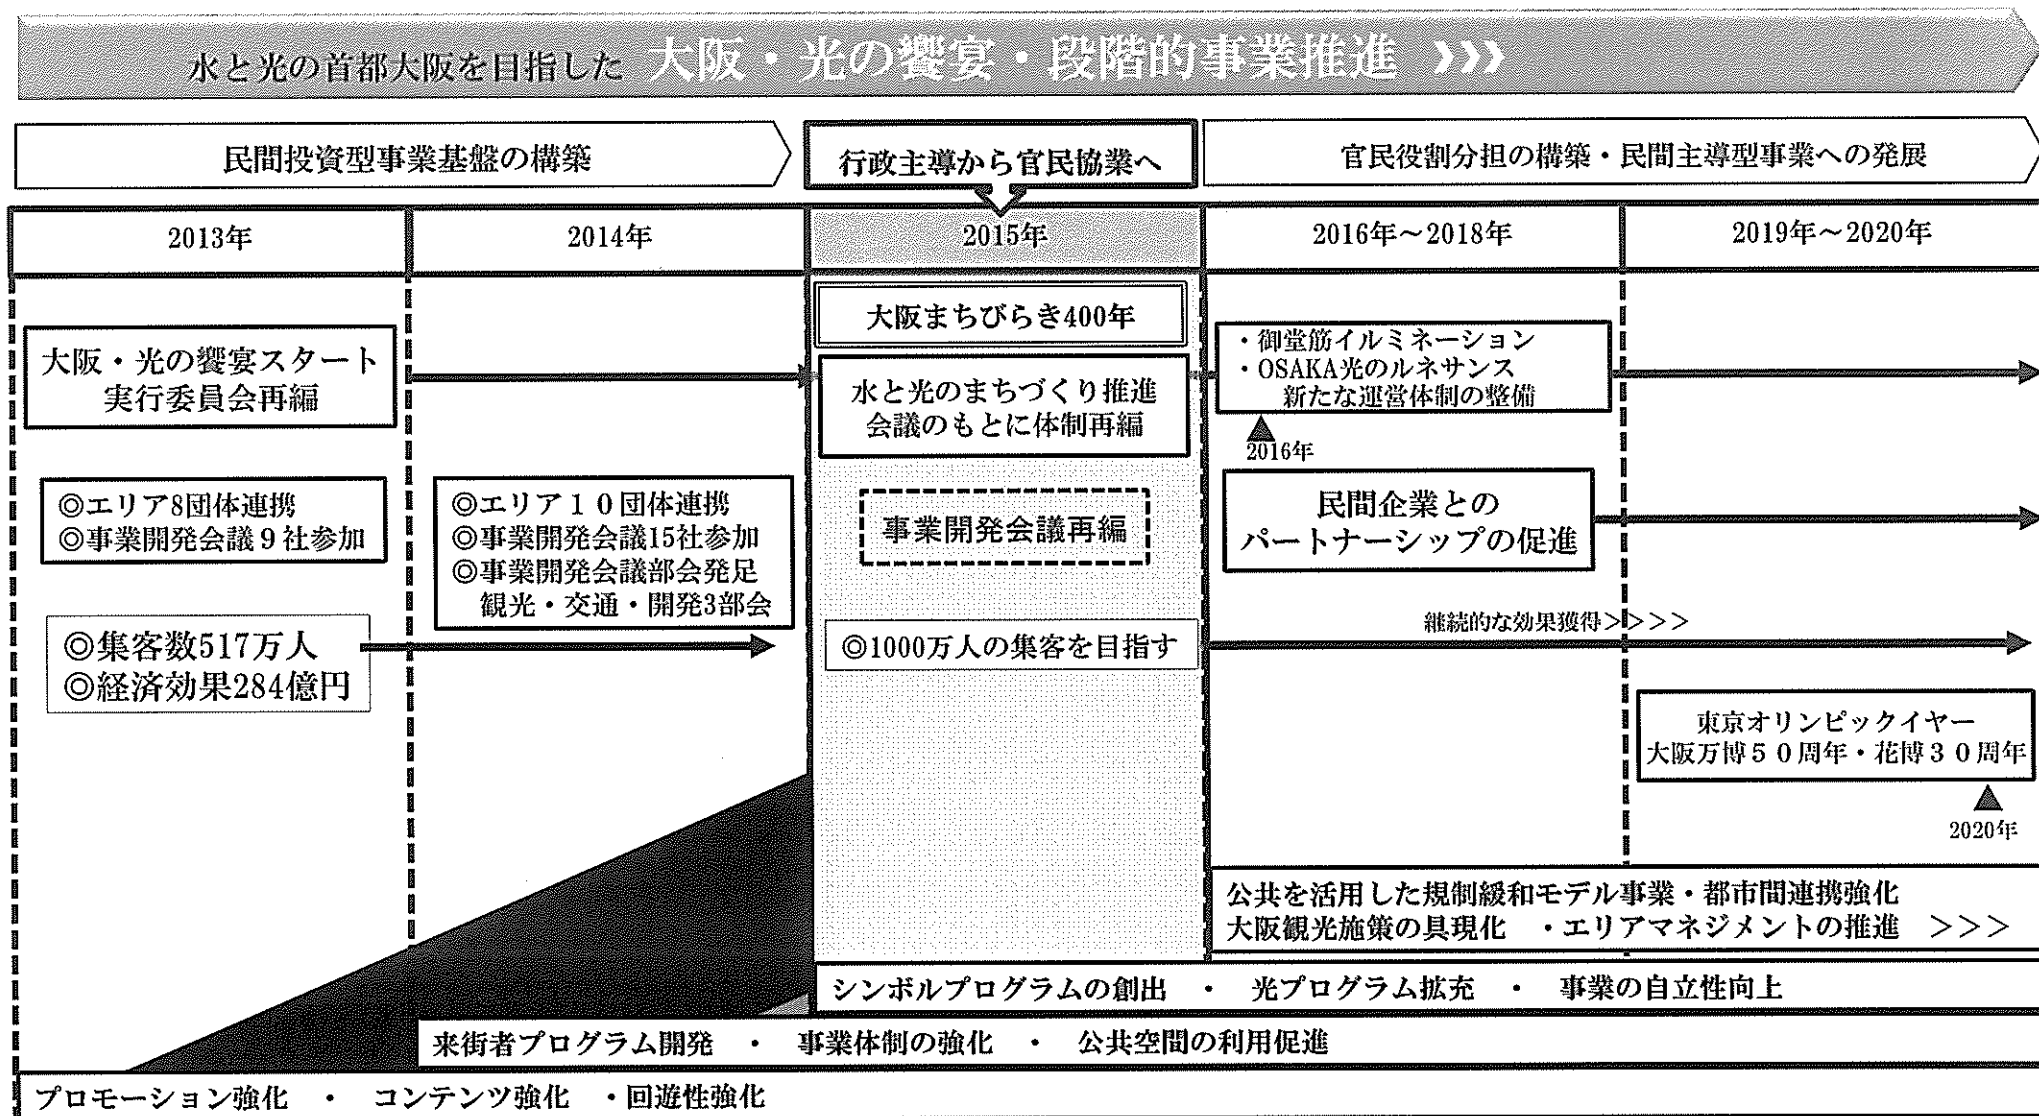 水と光の首都大阪を目指した 大阪・光の饗宴・段階的事業推進 》》》
民間投資型事業基盤の構築
行政主導から官民協業へ
官民役割分担の構築・民間主導型事業への発展
2013年
2014年
2015年
2016年～2018年
2019年～2020年
大阪・光の饗宴スタート
実行委員会再編
大阪まちびらき400年
水と光のまちづくり推進
会議のもとに体制再編
・御堂筋イルミネーション
・OSAKA光のルネサンス
新たな運営体制の整備
2016年
◎エリア8団体連携
◎事業開発会議９社参加
◎エリア１０団体連携
◎事業開発会議15社参加
◎事業開発会議部会発足
観光・交通・開発3部会
事業開発会議再編
民間企業との
パートナーシップの促進
◎集客数517万人
◎経済効果284億円
◎1000万人の集客を目指す
継続的な効果獲得＞＞＞＞
東京オリンピックイヤー
大阪万博５０周年・花博３０周年
2020年
公共を活用した規制緩和モデル事業・都市間連携強化
大阪観光施策の具現化 ・エリアマネジメントの推進 ＞＞＞
シンボルプログラムの創出 ・ 光プログラム拡充 ・ 事業の自立性向上
来街者プログラム開発 ・ 事業体制の強化 ・ 公共空間の利用促進
プロモーション強化 ・ コンテンツ強化 ・回遊性強化